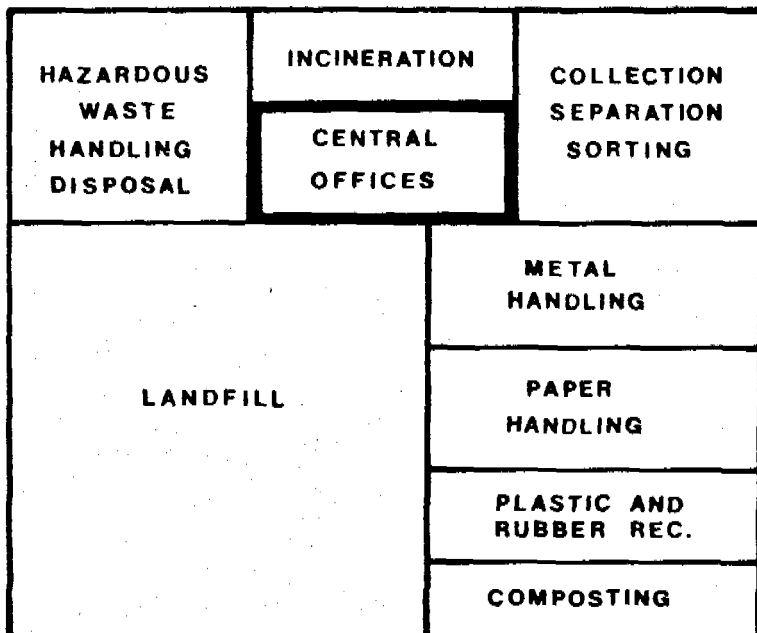 HAZARDOUS
WASTE
HANDLING
DISPOSAL
INCINERATION
CENTRAL
OFFICES
COLLECTION
SEPARATION
SORTING
LANDFILL
METAL
HANDLING
PAPER
HANDLING
PLASTIC AND
RUBBER REC.
COMPOSTING